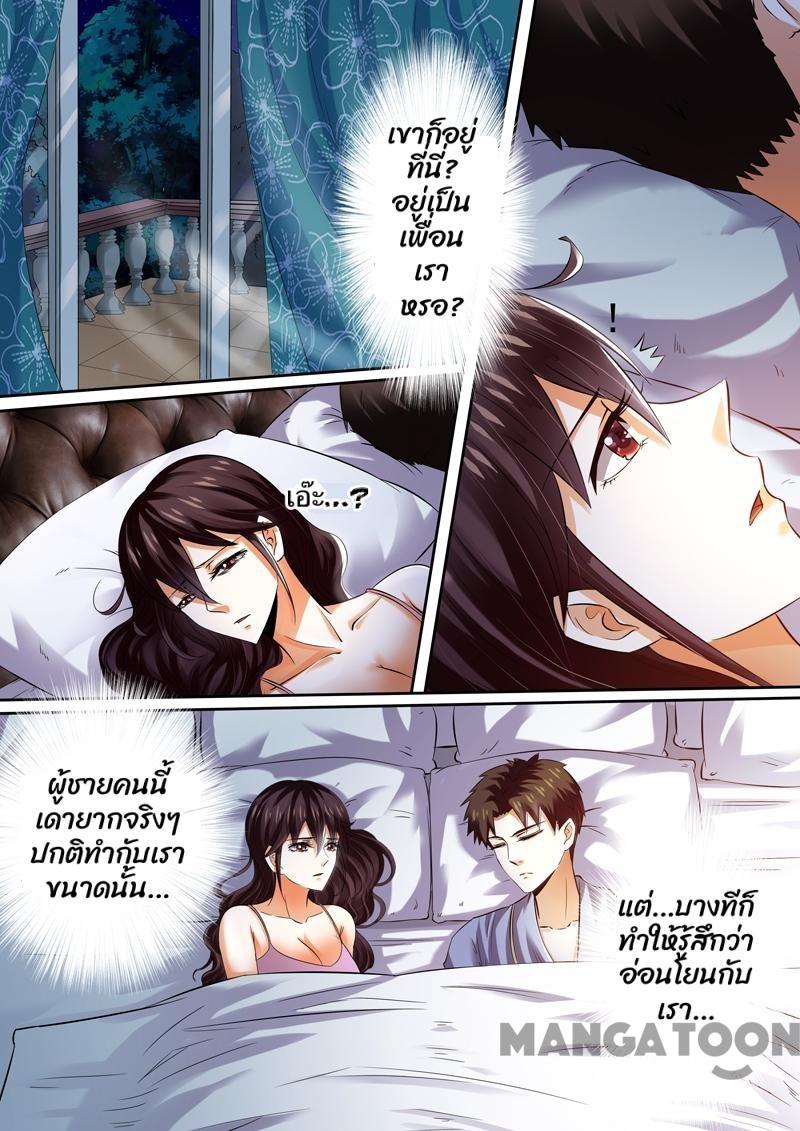 เขาก็อยู่
ที่นี่?
อยู่เป็น
เพื่อน
เรา
หรอ?
!
เอ๊ะ...?
ผู้ชายคนนี้
เดายากจริงๆ
ปกติทำกับเรา
ขนาดนั้น...
แต่...บางทีก็
ทำให้รู้สึกว่า
อ่อนโยนกับ
เรา...
MANGATOON